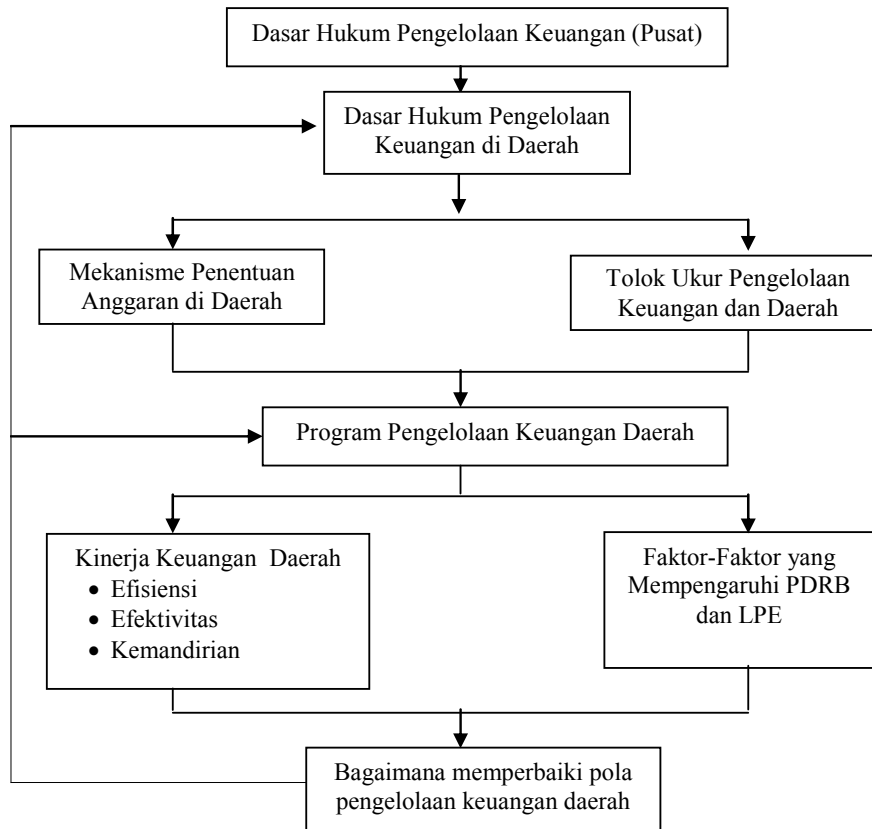 Dasar Hukum Pengelolaan Keuangan (Pusat)
Dasar Hukum Pengelolaan
Keuangan di Daerah
Mekanisme Penentuan
Anggaran di Daerah
Tolok Ukur Pengelolaan
Keuangan dan Daerah
Program Pengelolaan Keuangan Daerah
Kinerja Keuangan Daerah
• Efisiensi
• Efektivitas
• Kemandirian
Faktor-Faktor yang
Mempengaruhi PDRB
dan LPE
Bagaimana memperbaiki pola
pengelolaan keuangan daerah